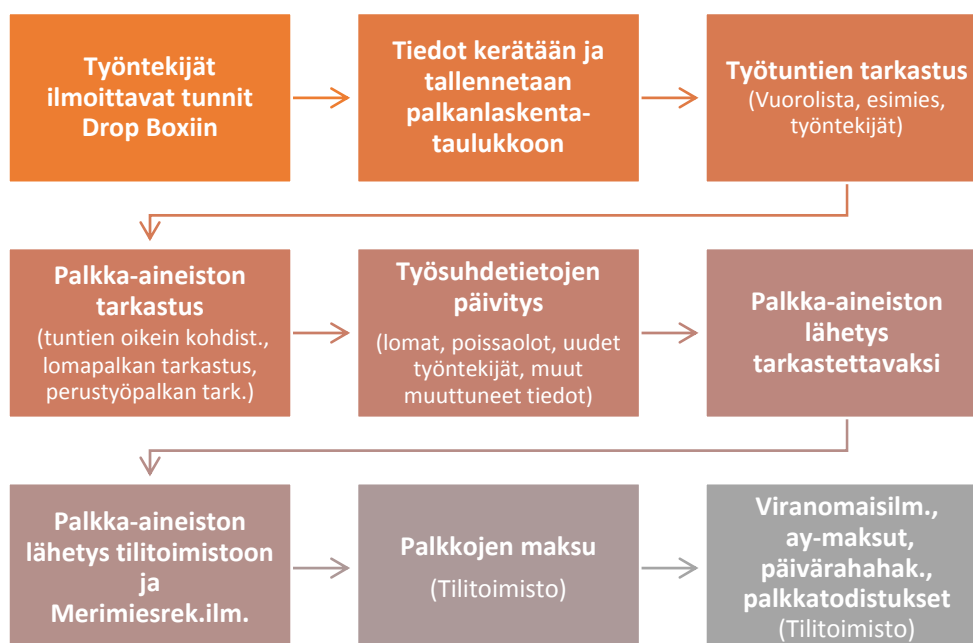 Työntekijät
ilmoittavat tunnit
Drop Boxiin
Tiedot kerätään ja
tallennetaan
palkanlaskenta-
taulukkoon
Työtuntien tarkastus
(Vuorolista, esimies,
työntekijät)
Palkka-aineiston
tarkastus
(tuntien oikein kohdist.,
lomapalkan tarkastus,
perustyöpalkan tark.)
Työsuhdetietojen
päivitys
(lomat, poissaolot, uudet
työntekijät, muut
muuttuneet tiedot)
Palkka-aineiston
lähetys
tarkastettavaksi
Palkka-aineiston
lähetys tilitoimistoon
ja
Merimiesrek.ilm.
Palkkojen maksu
(Tilitoimisto)
Viranomaisilm.,
ay-maksut,
päivärahahak.,
palkkatodistukset
(Tilitoimisto)